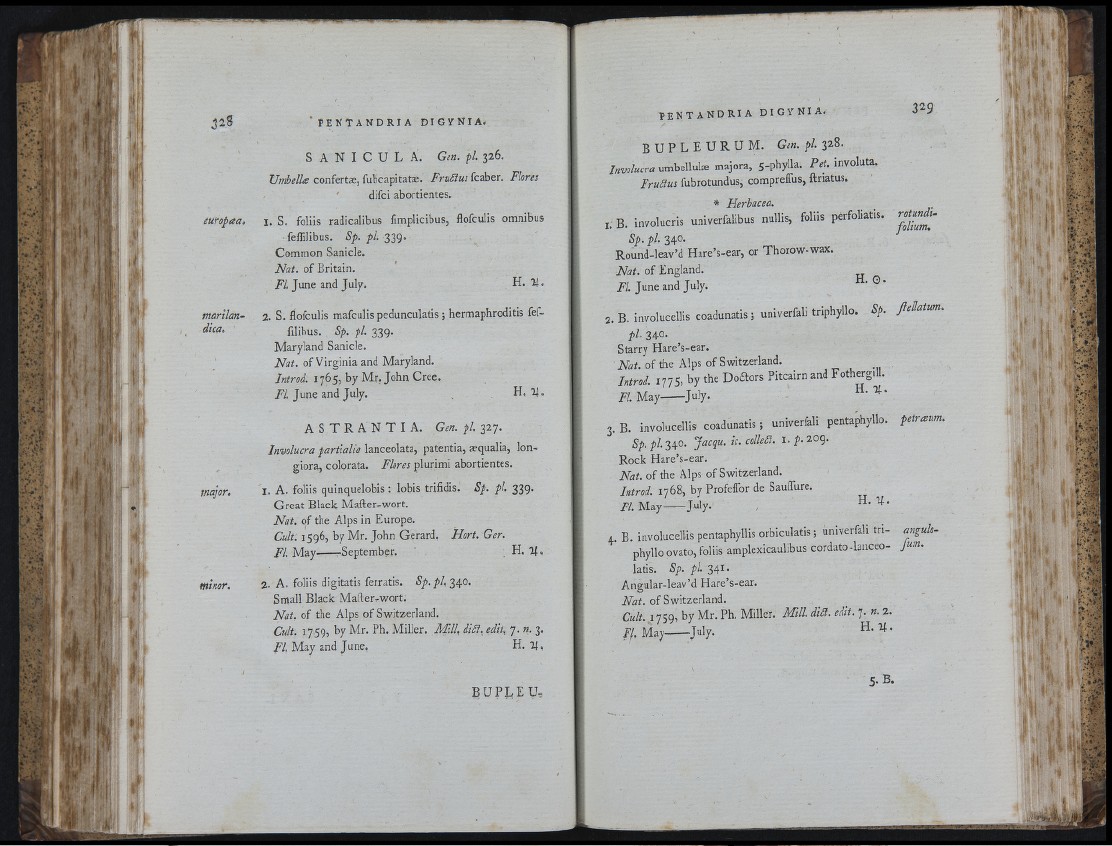 328 PENTANDRIA DIGYNIA.
SANICULA. Gen. pl. 326.
Umbellæ confertæ, ſubcapitatæ. Fructus ſcaber. Flores
diſci abortientes.
europæa. 1. S. foliis radicalibus ſimplicibus, floſculis omnibus
ſeſſilibus. Sp. pl. 339.
Common Sanicle.
Nat. of Britain.
Fl. June and July. H. ♃.
marilan- 2. S. floſculis maſculis pedunculatis; hermaphroditis ſeſ-
dica. ſilibus. Sp. pl. 339.
Maryland Sanicle.
Nat. of Virginia and Maryland.
Introd. 1765, by Mr. John Cree.
Fl. June and July. H. ♃.
ASTRANTIA. Gen. pl. 327.
Involucra partialia lanceolata, patentia, æqualia, lon-
giora, colorata. Flores plurimi abortientes.
major. 1. A. foliis quinquelobis: lobis trifidis. Sp. pl. 339.
Great Black Maſter-wort.
Nat. of the Alps in Europe.
Cult. 1596, by Mr. John Gerard. Hort. Ger.
Fl. May——September. H. ♃.
minor. 2. A. foliis digitatis ſerratis. Sp. pl. 340.
Small Black Maſter-wort.
Nat. of the Alps of Switzerland.
Cult. 1759, by Mr. Ph. Miller. Mill. dict. edit. 7. n. 3.
Fl. May and June. H. ♃.
BUPLEU-
PENTANDRIA DIGYNIA. 329
BUPLEURUM. Gen. pl. 328.
Involucra umbellulæ majora, 5-phylla. Pet. involuta.
Fructus ſubrotundus, compreſſus, ſtriatus.
* Herbacea.
1. B. involucris univerſalibus nullis, foliis perfoliatis. rotundi-
Sp. pl. 340. folium.
Round-leav'd Hare's-ear, or Thorow-wax.
Nat. of England.
Fl. June and July. H. ☉.
2. B. involucellis coadunatis; univerſali triphyllo. Sp. ſtellatum.
pl. 340.
Starry Hare's-ear.
Nat. of the Alps of Switzerland.
Introd. 1775, by the Doctors Pitcairn and Fothergill.
Fl. May——July. H. ♃.
3. B. involucellis coadunatis; univerſali pentaphyllo. petræum.
Sp. pl. 340. Jacqu. ic. collect. 1. p. 209.
Rock Hare's-ear.
Nat. of the Alps of Switzerland.
Introd. 1768, by Profeſſor de Sauſſure.
Fl. May——July. H. ♃.
4. B. involucellis pentaphyllis orbiculatis; univerſali tri- angulo-
phyllo ovato, foliis amplexicaulibus cordato-lanceo- ſum.
latis. Sp. pl. 341.
Angular-leav'd Hare's-ear.
Nat. of Switzerland.
Cult. 1759, by Mr. Ph. Miller. Mill. dict. edit. 7. n. 2.
Fl. May——July. H. ♃.
5. B.